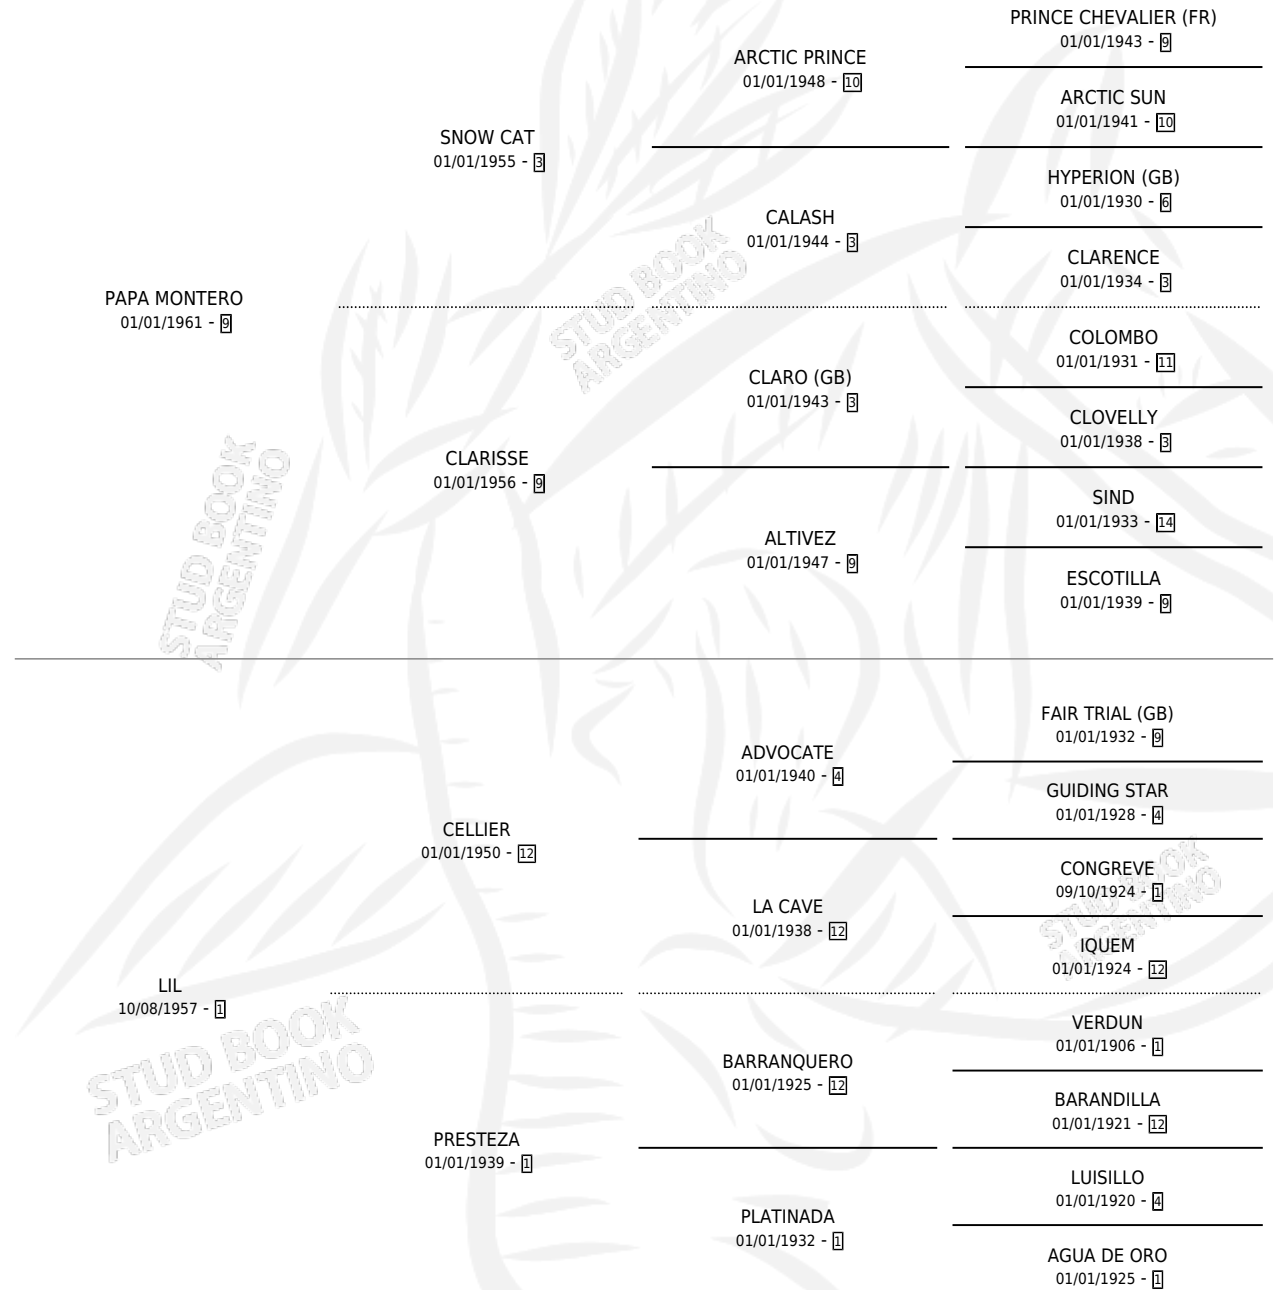 PRINCE CHEVALIER (FR)
01/01/1943 - 9
ARCTIC PRINCE
01/01/1948 - 10
ARCTIC SUN
01/01/1941 - 10
SNOW CAT
01/01/1955 - 3
HYPERION (GB)
01/01/1930 - 6
CALASH
01/01/1944 - 3
CLARENCE
01/01/1934 - 3
PAPA MONTERO
01/01/1961 - 9
COLOMBO
01/01/1931 - 11
CLARO (GB)
01/01/1943 - 3
CLOVELLY
01/01/1938 - 3
CLARISSE
01/01/1956 - 9
SIND
01/01/1933 - 14
ALTIVEZ
01/01/1947 - 9
ESCOTILLA
01/01/1939 - 9
STUD BOOK
ARGENTINO
STUD BOOK
ARGENTINO
FAIR TRIAL (GB)
01/01/1932 - 9
ADVOCATE
01/01/1940 - 4
GUIDING STAR
01/01/1928 - 4
CELLIER
01/01/1950 - 12
CONGREVE
09/10/1924 - 1
LA CAVE
01/01/1938 - 12
IQUEM
01/01/1924 - 12
LIL
10/08/1957 - 1
VERDUN
01/01/1906 - 1
BARRANQUERO
01/01/1925 - 12
BARANDILLA
01/01/1921 - 12
PRESTEZA
01/01/1939 - 1
LUISILLO
01/01/1920 - 4
PLATINADA
01/01/1932 - 1
AGUA DE ORO
01/01/1925 - 1
STUD BOOK
ARGENTINO
STUD BOOK
ARGENTINO